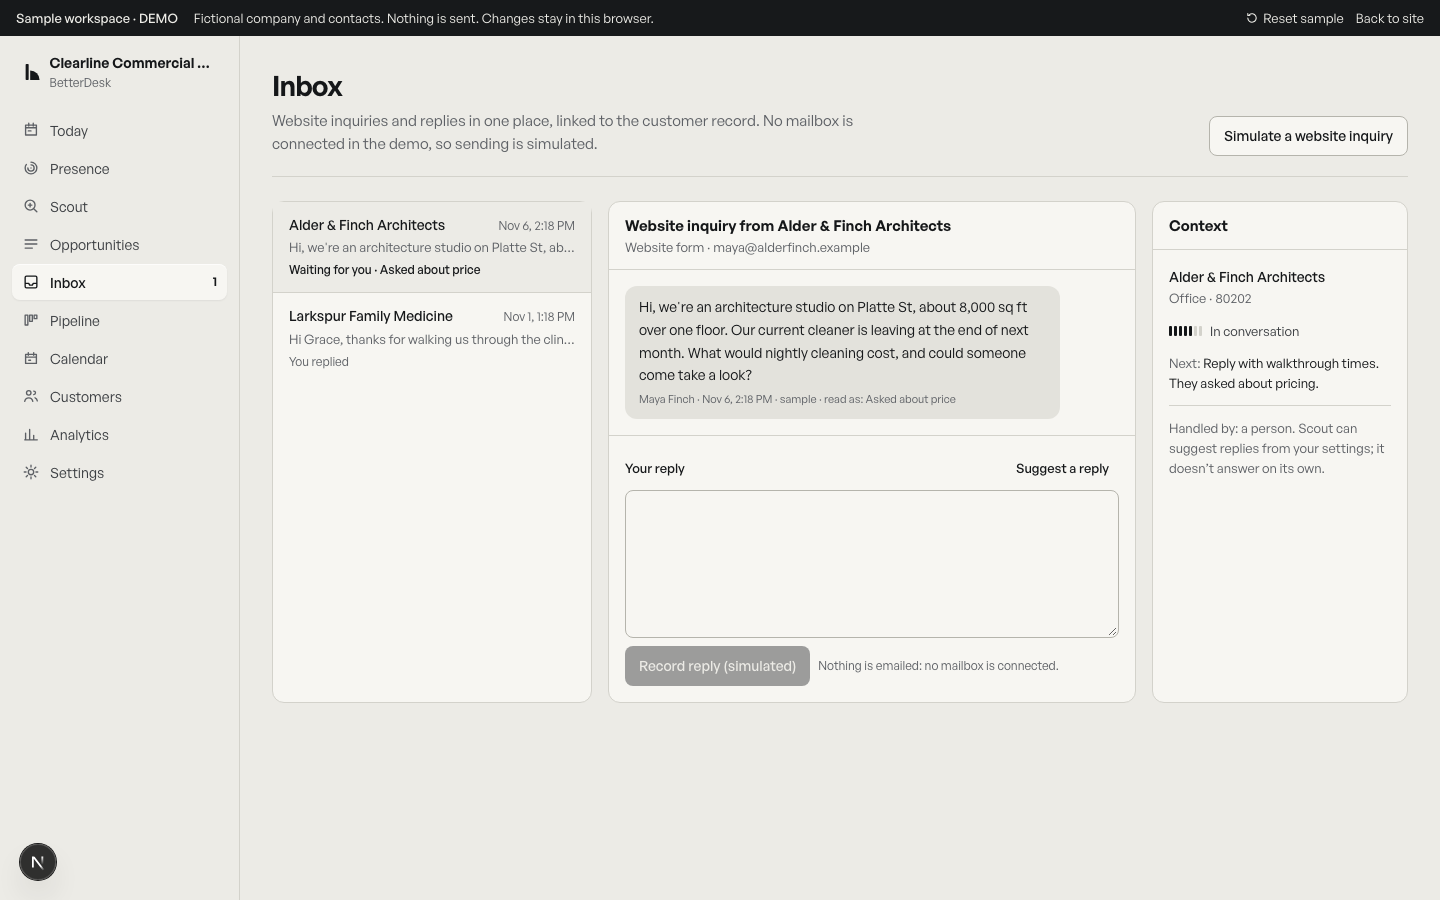 Sample workspace · DEMO
Fictional company and contacts. Nothing is sent. Changes stay in this browser.
Reset sample
Back to site
Clearline Commercial ...
BetterDesk
Today
Presence
Scout
Opportunities
Inbox
1
Pipeline
Calendar
Customers
Analytics
Settings
N
Inbox
Website inquiries and replies in one place, linked to the customer record. No mailbox is
connected in the demo, so sending is simulated.
Simulate a website inquiry
Alder & Finch Architects
Nov 6, 2:18 PM
Hi, we're an architecture studio on Platte St, ab...
Waiting for you · Asked about price
Larkspur Family Medicine
Nov 1, 1:18 PM
Hi Grace, thanks for walking us through the clin...
You replied
Website inquiry from Alder & Finch Architects
Website form · maya@alderfinch.example
Hi, we're an architecture studio on Platte St, about 8,000 sq ft
over one floor. Our current cleaner is leaving at the end of next
month. What would nightly cleaning cost, and could someone
come take a look?
Maya Finch · Nov 6, 2:18 PM · sample · read as: Asked about price
Your reply
Suggest a reply
Record reply (simulated)
Nothing is emailed: no mailbox is connected.
Context
Alder & Finch Architects
Office · 80202
In conversation
Next: Reply with walkthrough times.
They asked about pricing.
Handled by: a person. Scout can
suggest replies from your settings; it
doesn't answer on its own.